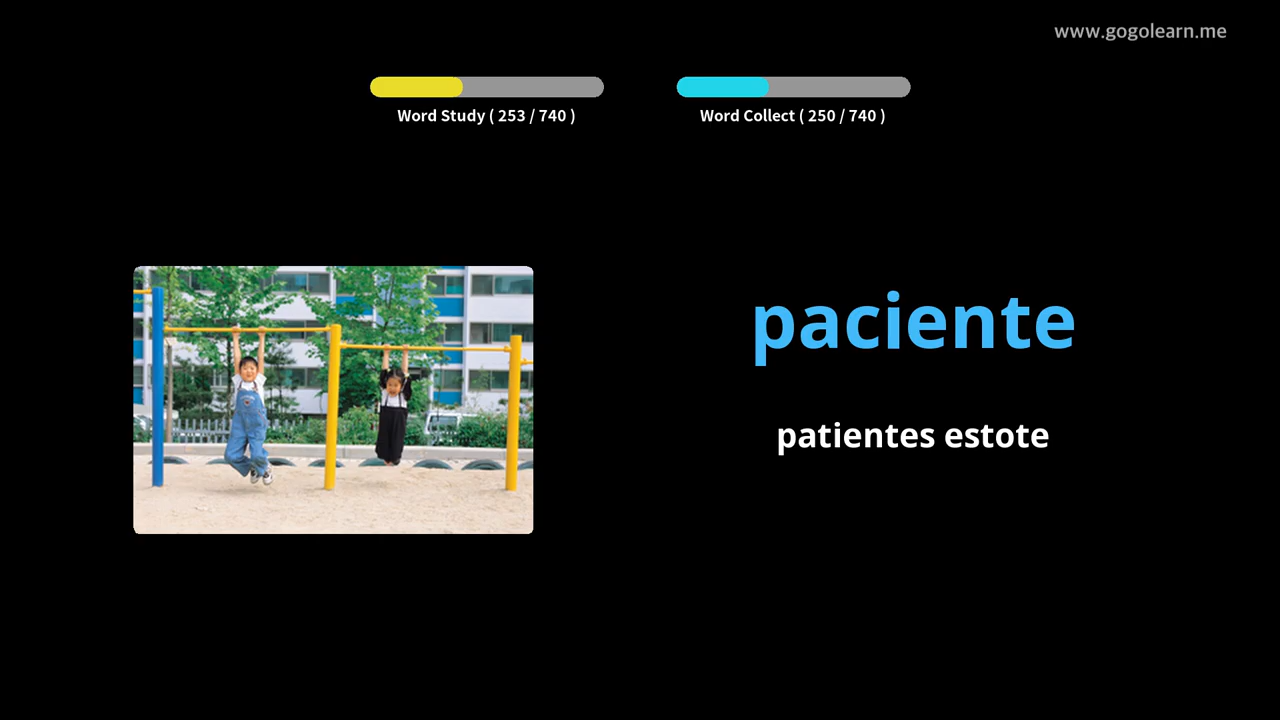 www.gogolearn.me
Word Study ( 253 / 740 )
Word Collect ( 250 / 740 )
paciente
patientes estote